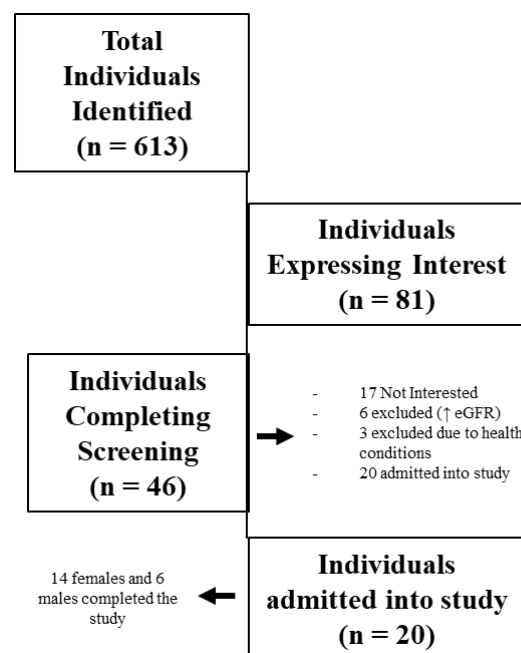 Total
Individuals
Identified
(n = 613)
Individuals
Expressing Interest
(n = 81)
Individuals
Completing
Screening
(n = 46)
- 17 Not Interested
- 6 excluded (↑ eGFR)
- 3 excluded due to health
conditions
- 20 admitted into study
Individuals
admitted into study
(n = 20)
14 females and 6
males completed the
study